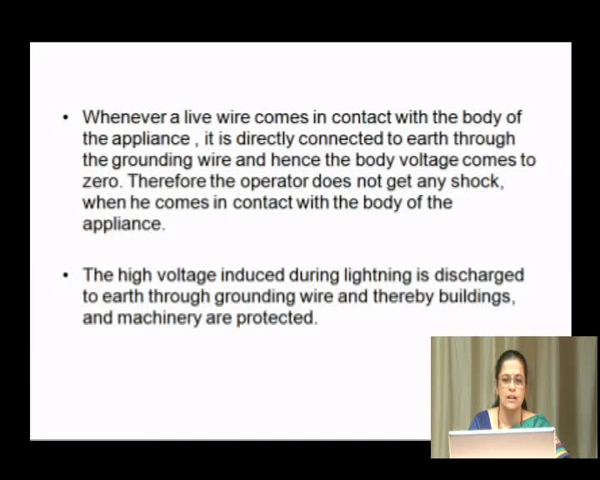 • Whenever a live wire comes in contact with the body of
the appliance , it is directly connected to earth through
the grounding wire and hence the body voltage comes to
zero. Therefore the operator does not get any shock,
when he comes in contact with the body of the
appliance.
• The high voltage induced during lightning is discharged
to earth through grounding wire and thereby buildings,
and machinery are protected.